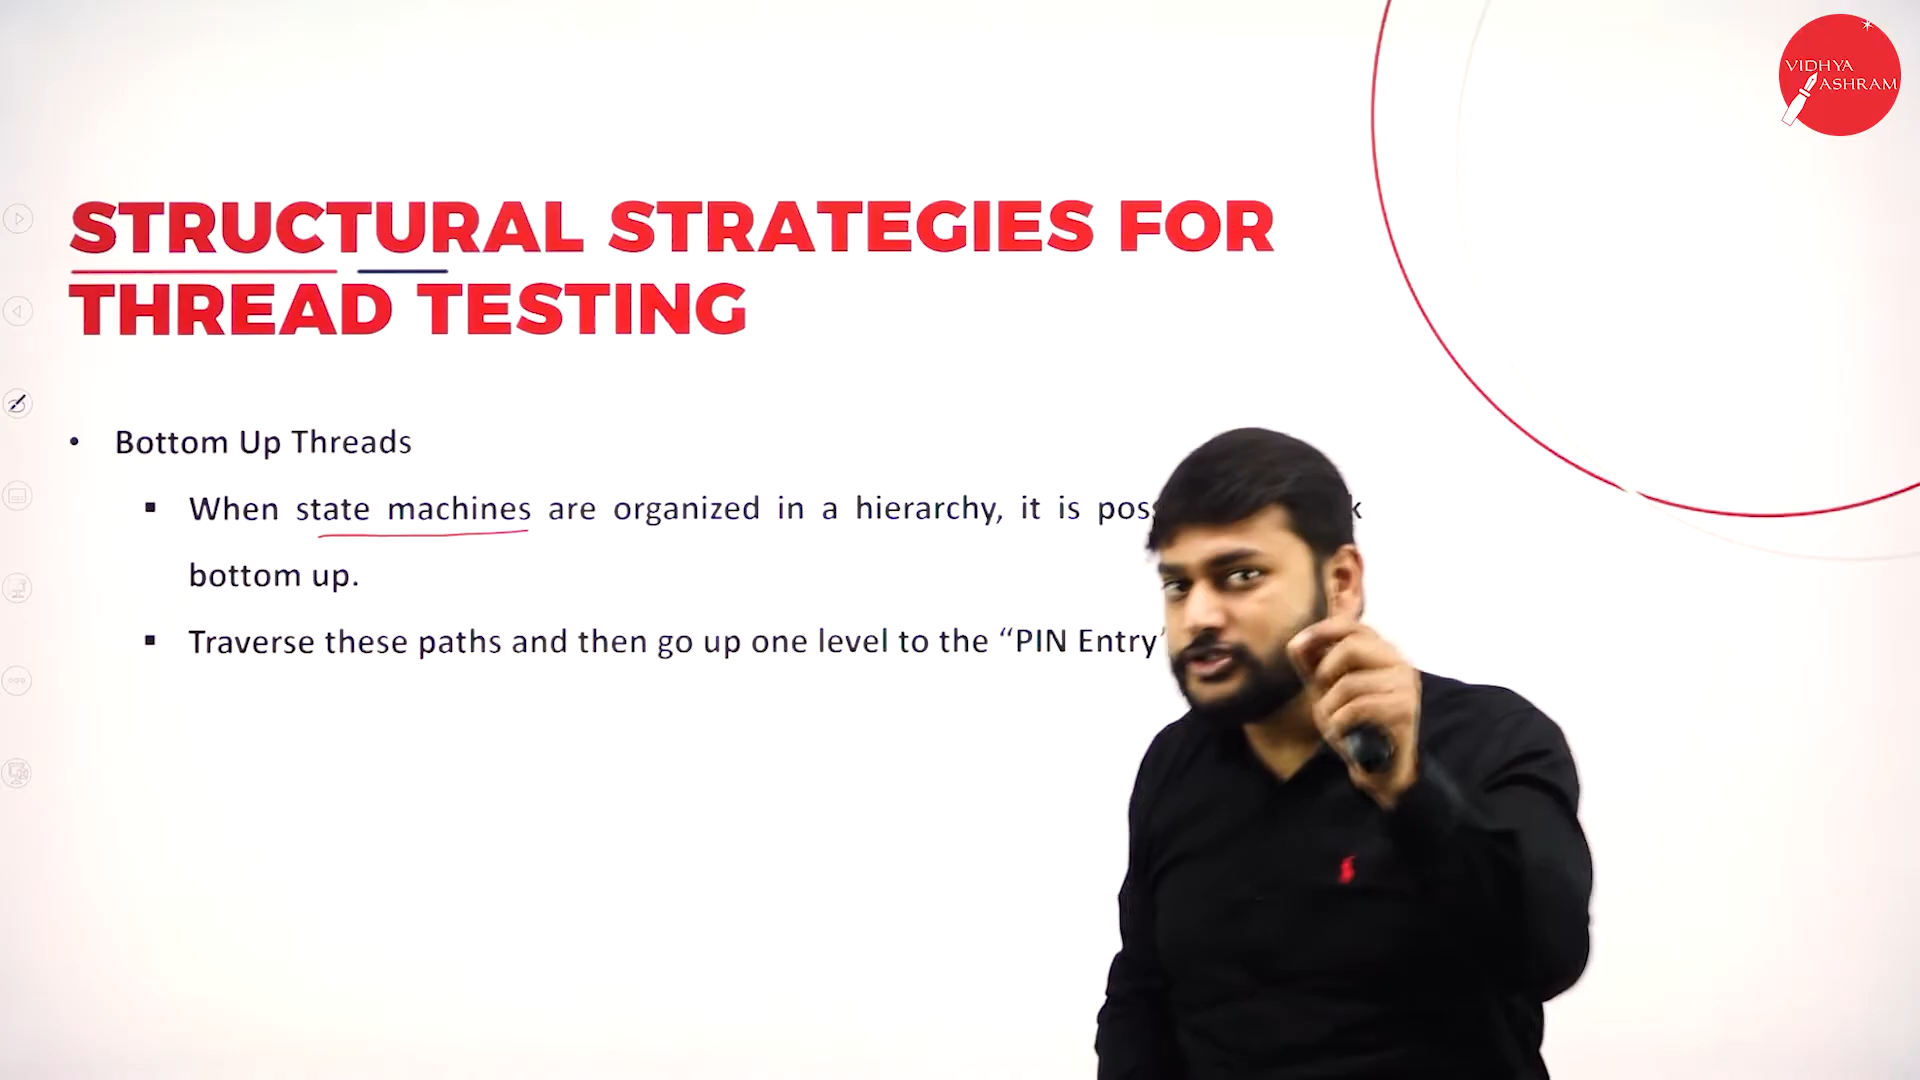 VIDHYA
ASHRAM
STRUCTURAL STRATEGIES FOR
THREAD TESTING
• Bottom Up Threads
▪ When state machines are organized in a hierarchy, it is
bottom up.
▪ Traverse these paths and then go up one level to the “PIN Entry”